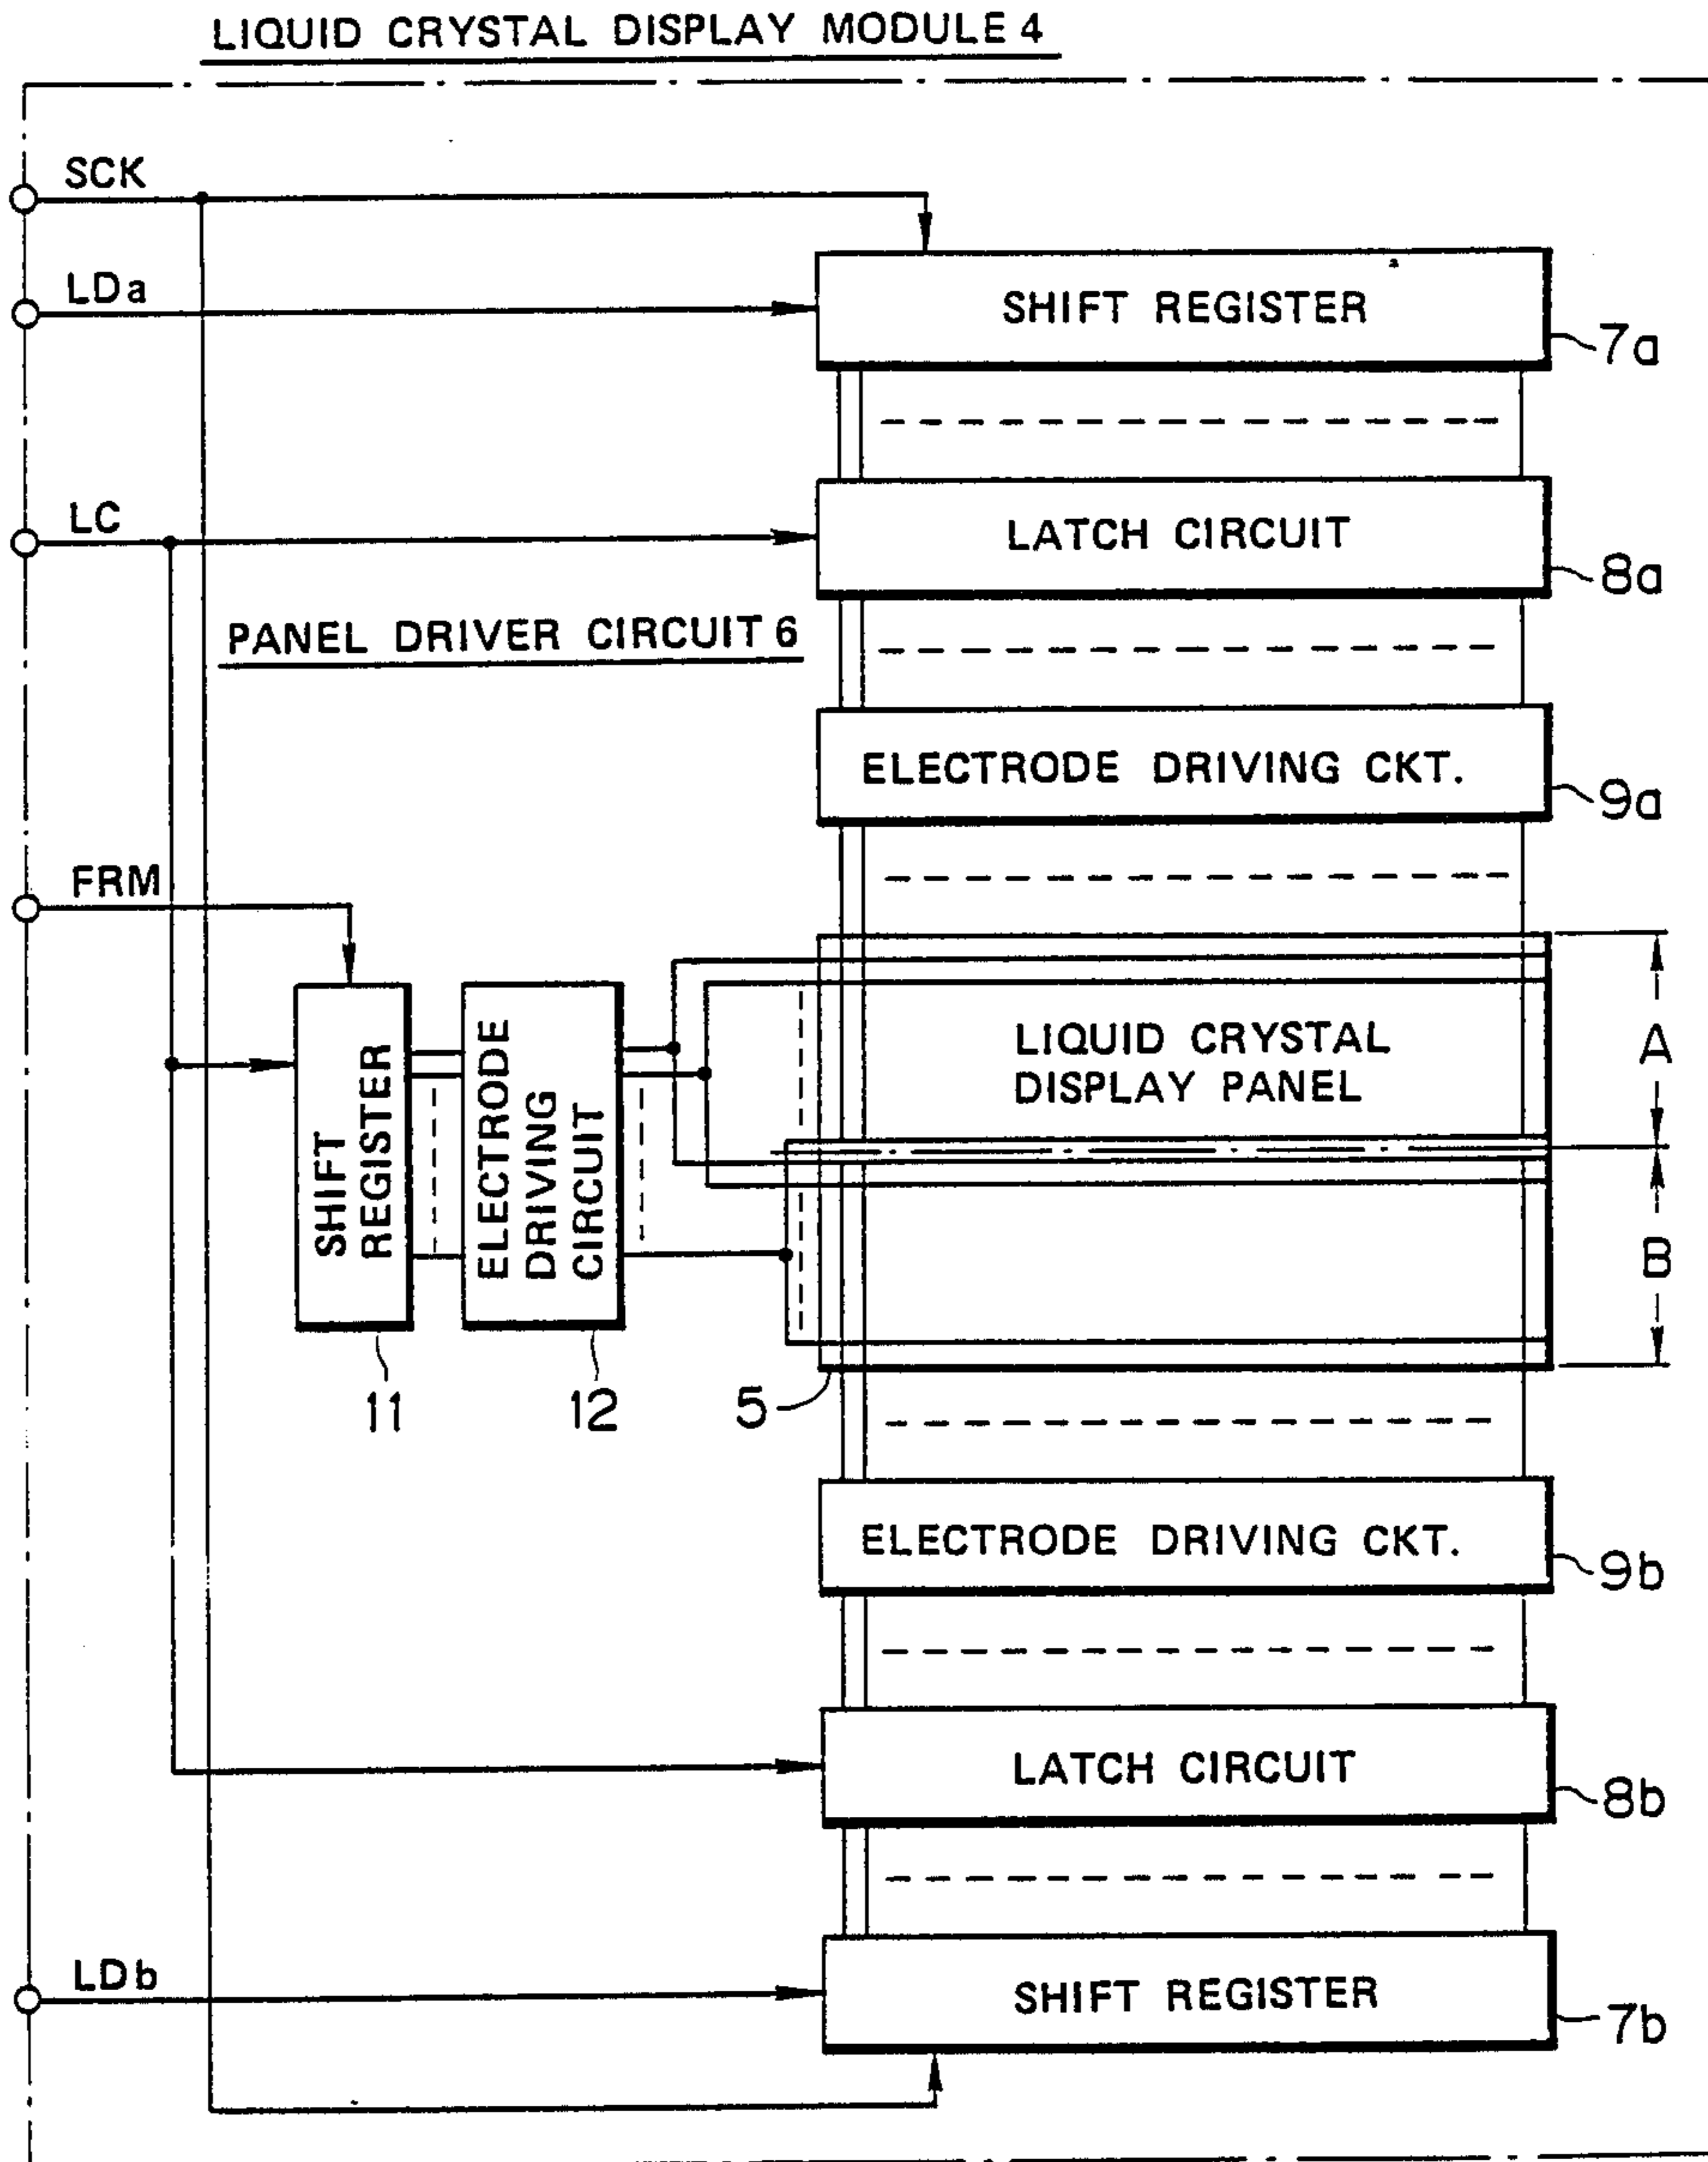 LIQUID CRYSTAL DISPLAY MODULE 4
SCK
LDa
SHIFT REGISTER
7a
LC
LATCH CIRCUIT
8a
PANEL DRIVER CIRCUIT 6
ELECTRODE DRIVING CKT.
9a
FRM
SHIFT
REGISTER
11
ELECTRODE
DRIVING
CIRCUIT
12
LIQUID CRYSTAL
DISPLAY PANEL
A
B
5
ELECTRODE DRIVING CKT.
9b
LATCH CIRCUIT
8b
LDb
SHIFT REGISTER
7b